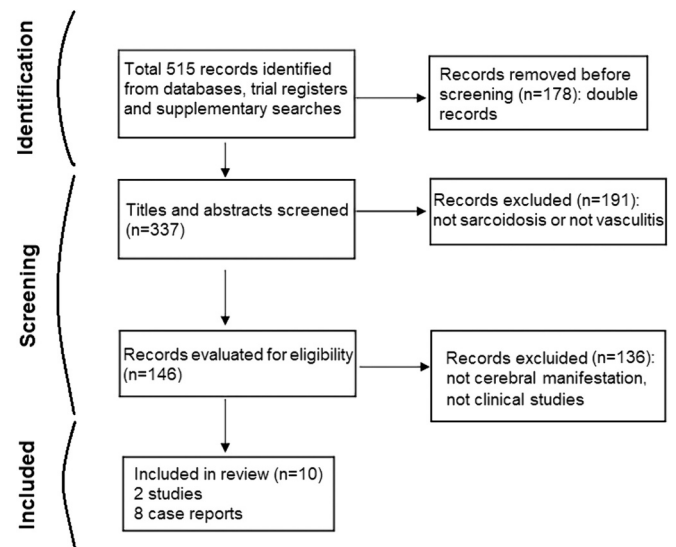 Identification
Total 515 records identified
from databases, trial registers
and supplementary searches
Records removed before
screening (n=178): double
records
Screening
Titles and abstracts screened
(n=337)
Records excluded (n=191):
not sarcoidosis or not vasculitis
Records evaluated for eligibility
(n=146)
Records excluided (n=136):
not cerebral manifestation,
not clinical studies
Included
Included in review (n=10)
2 studies
8 case reports